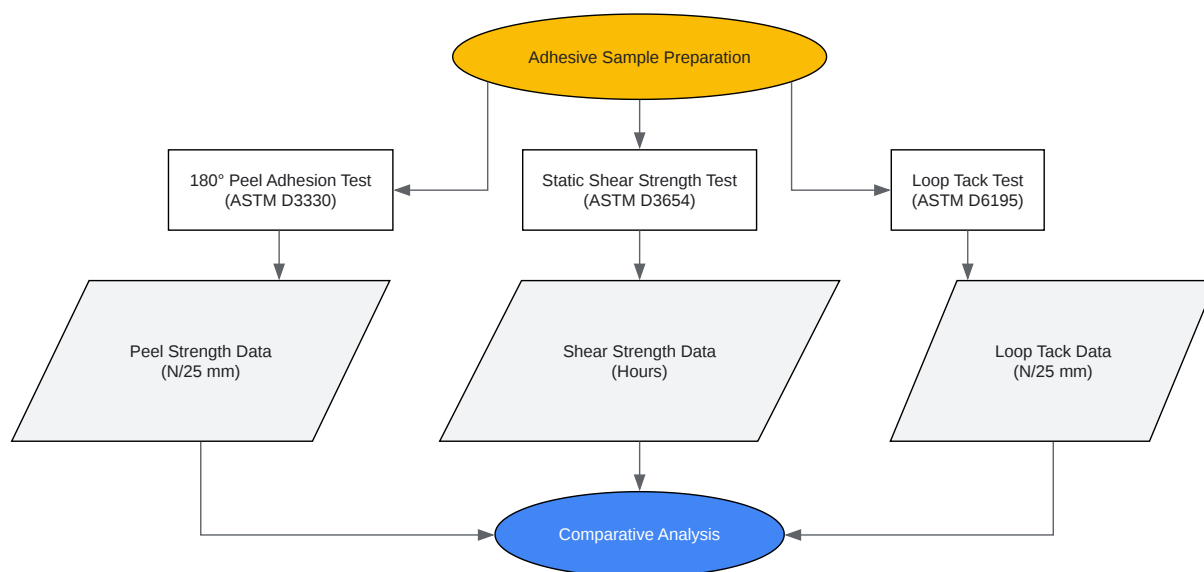 Adhesive Sample Preparation
180° Peel Adhesion Test
(ASTM D3330)
Static Shear Strength Test
(ASTM D3654)
Loop Tack Test
(ASTM D6195)
Peel Strength Data
(N/25 mm)
Shear Strength Data
(Hours)
Loop Tack Data
(N/25 mm)
Comparative Analysis